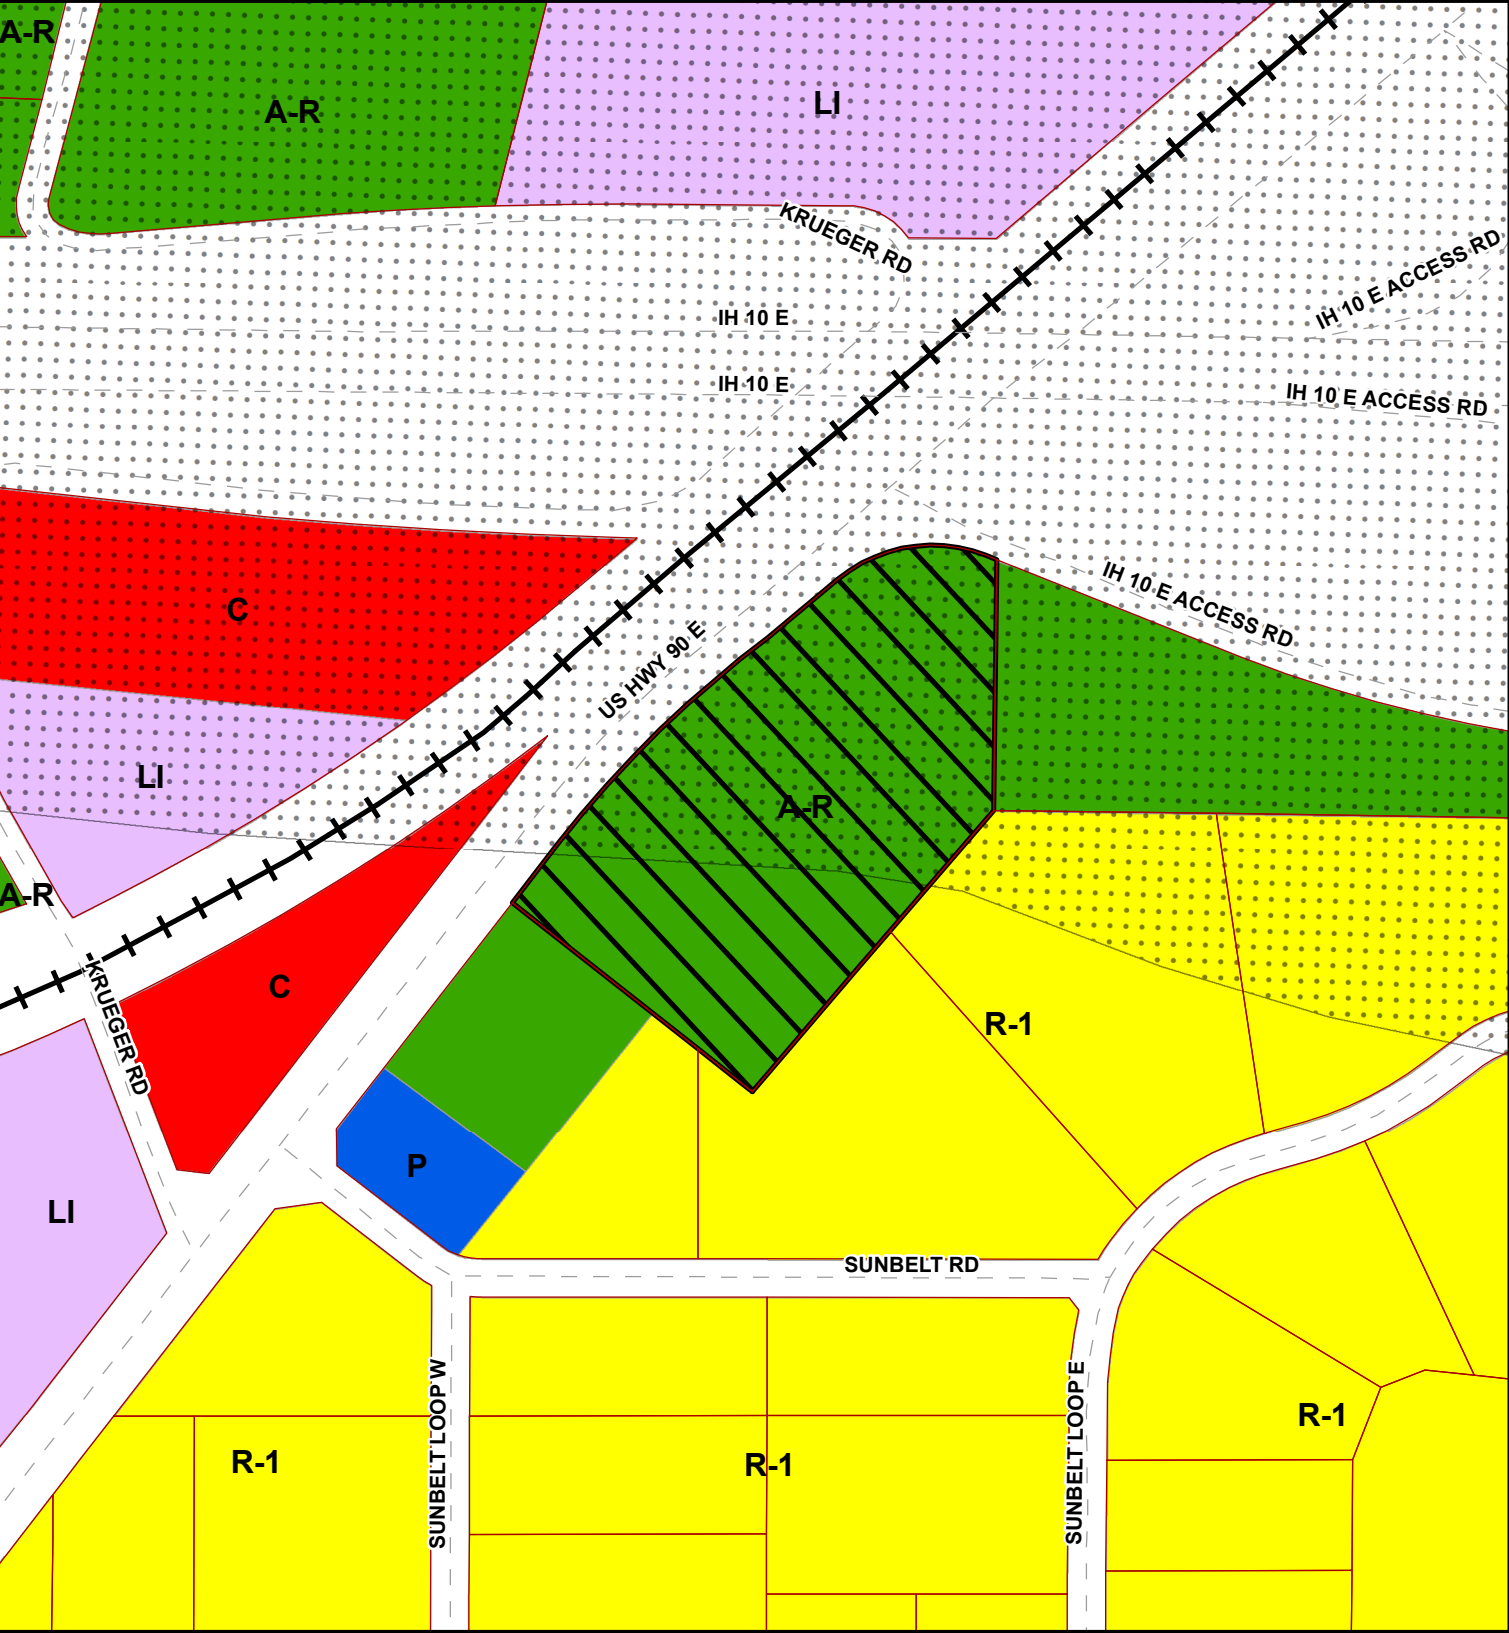 A-R
A-R
LI
KRUEGER RD
IH 10 E ACCESS RD
IH 10 E
IH 10 E
IH 10 E ACCESS RD
C
IH 10 E ACCESS RD
US HWY 90 E
LI
A-R
A-R
C
KRUEGER RD
R-1
P
LI
SUNBELT RD
SUNBELT LOOP W
SUNBELT LOOP E
R-1
R-1
R-1